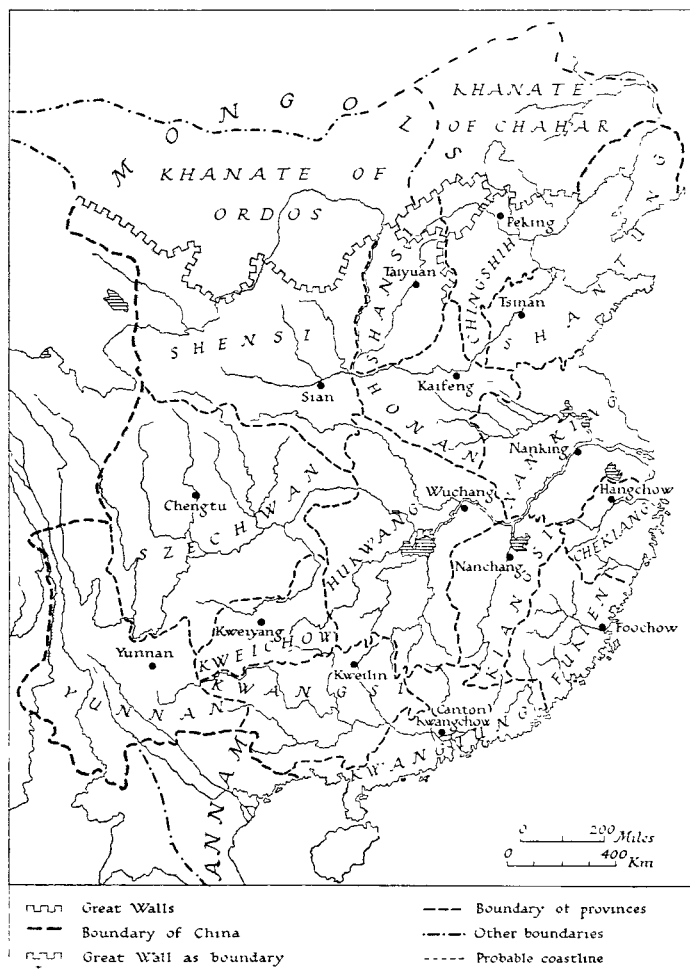 MONGOLS
KHANATE
OF CHAHAR
KHANATE OF
ORDOS
Peking
SHANSI
Taiyuan
CHINGSHIH
Tsinan
SHANTUNG
SHENSI
Sian
Kaifeng
HONAN
NANKING
Nanking
Chengtu
Wuchang
Hangchow
SZECHWAN
HUKWANG
CHEKIANG
Nanchang
KIANGSI
Kweiyang
Foochow
Yunnan
KWEICHOW
FUKIEN
Kweilin
KWANGSI
YUNNAN
(Canton)
Kwangchow
KWANGTUNG
ANNAM
0 200 Miles
0 400 Km
Great Walls
Boundary of provinces
Boundary of China
Other boundaries
Great Wall as boundary
Probable coastline